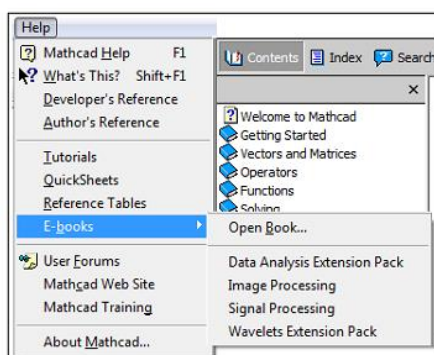 Help
Mathcad Help F1
What's This? Shift+F1
Developer's Reference
Author's Reference
Tutorials
QuickSheets
Reference Tables
E-books
User Forums
Mathcad Web Site
Mathcad Training
About Mathcad...
Contents Index Search
Welcome to Mathcad
Getting Started
Vectors and Matrices
Operators
Functions
Solving
Open Book...
Data Analysis Extension Pack
Image Processing
Signal Processing
Wavelets Extension Pack